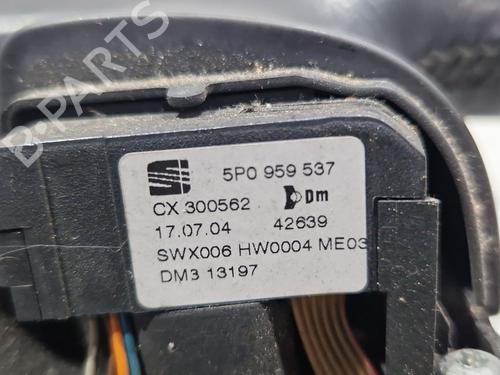 B-PARTS
5P0 959 537
CX 300562 Dm
17.07.04 42639
SWX006 HW0004 ME03
DM3 13197